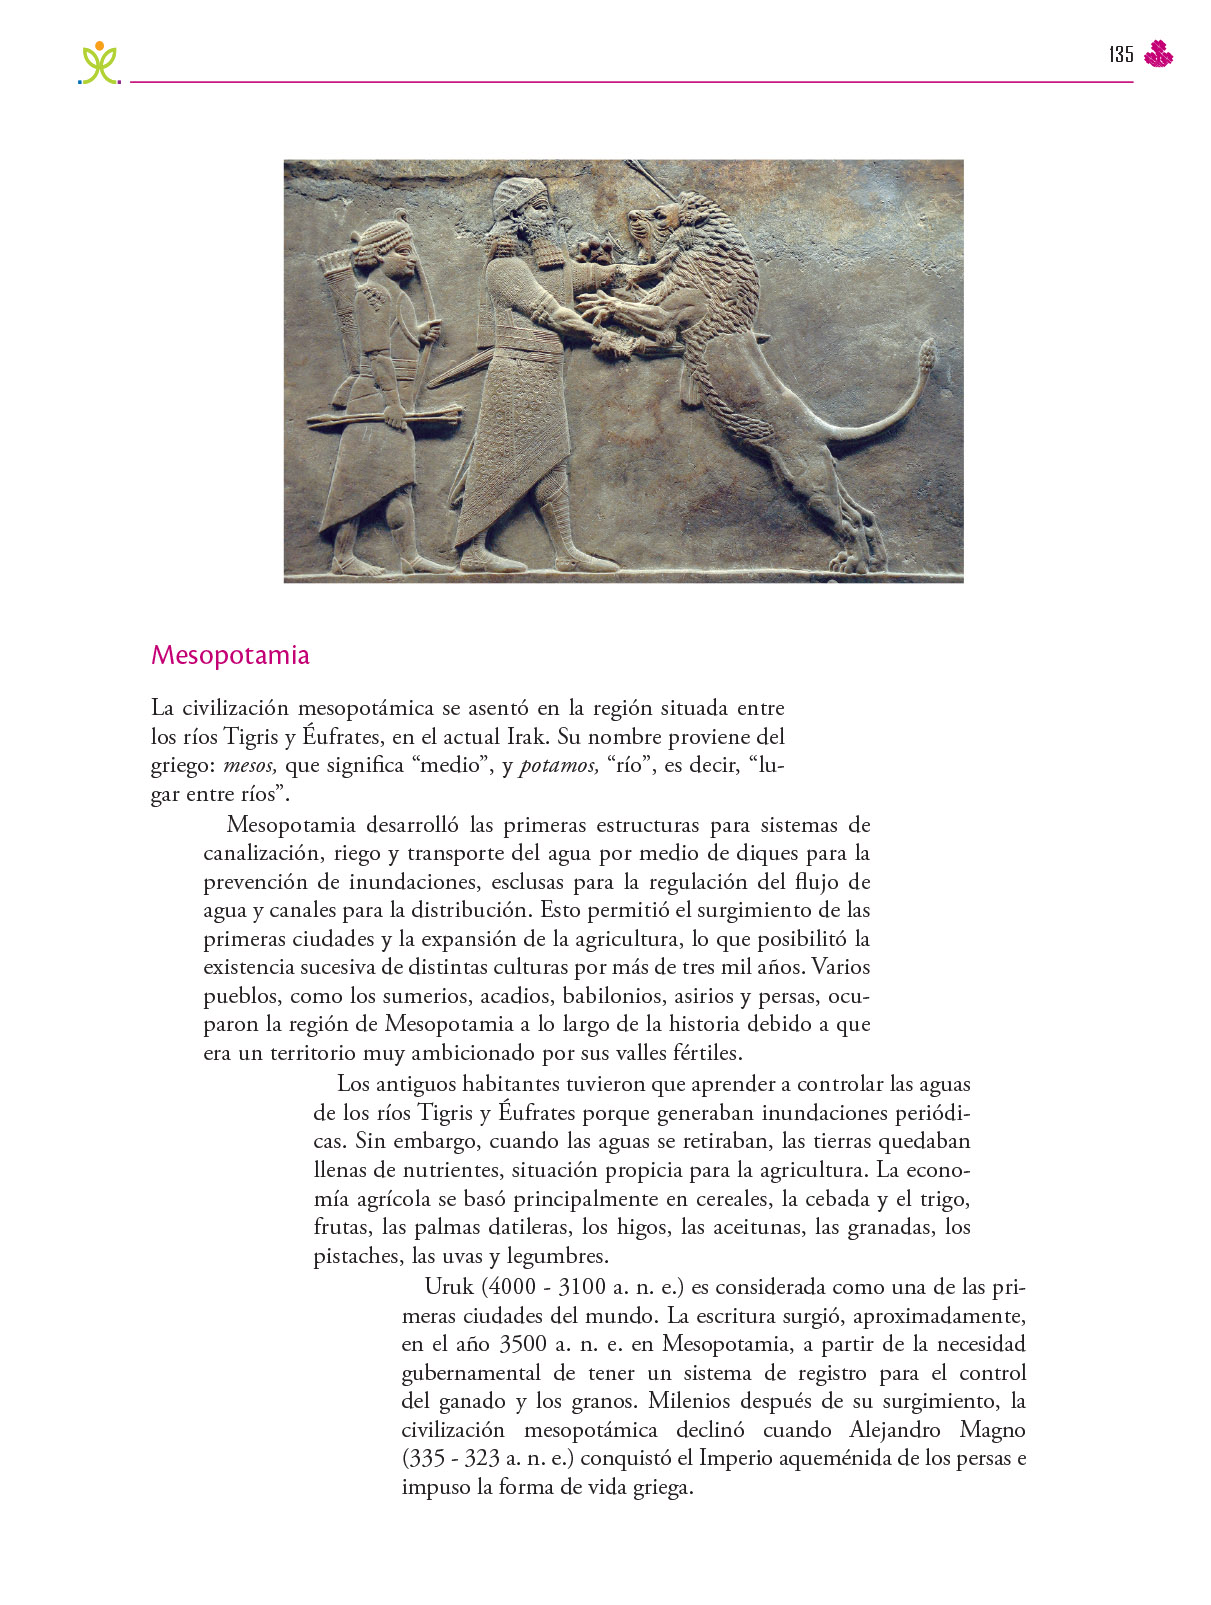 135
Mesopotamia
La civilización mesopotámica se asentó en la región situada entre
los ríos Tigris y Éufrates, en el actual Irak. Su nombre proviene del
griego: mesos, que significa “medio”, y potamos, “río”, es decir, “lu-
gar entre ríos”.
Mesopotamia desarrolló las primeras estructuras para sistemas de
canalización, riego y transporte del agua por medio de diques para la
prevención de inundaciones, esclusas para la regulación del flujo de
agua y canales para la distribución. Esto permitió el surgimiento de las
primeras ciudades y la expansión de la agricultura, lo que posibilitó la
existencia sucesiva de distintas culturas por más de tres mil años. Varios
pueblos, como los sumerios, acadios, babilonios, asirios y persas, ocu-
paron la región de Mesopotamia a lo largo de la historia debido a que
era un territorio muy ambicionado por sus valles fértiles.
Los antiguos habitantes tuvieron que aprender a controlar las aguas
de los ríos Tigris y Éufrates porque generaban inundaciones periódi-
cas. Sin embargo, cuando las aguas se retiraban, las tierras quedaban
llenas de nutrientes, situación propicia para la agricultura. La econo-
mía agrícola se basó principalmente en cereales, la cebada y el trigo,
frutas, las palmas datileras, los higos, las aceitunas, las granadas, los
pistaches, las uvas y legumbres.
Uruk (4000 - 3100 a. n. e.) es considerada como una de las pri-
meras ciudades del mundo. La escritura surgió, aproximadamente,
en el año 3500 a. n. e. en Mesopotamia, a partir de la necesidad
gubernamental de tener un sistema de registro para el control
del ganado y los granos. Milenios después de su surgimiento, la
civilización mesopotámica declinó cuando Alejandro Magno
(335 - 323 a. n. e.) conquistó el Imperio aqueménida de los persas e
impuso la forma de vida griega.